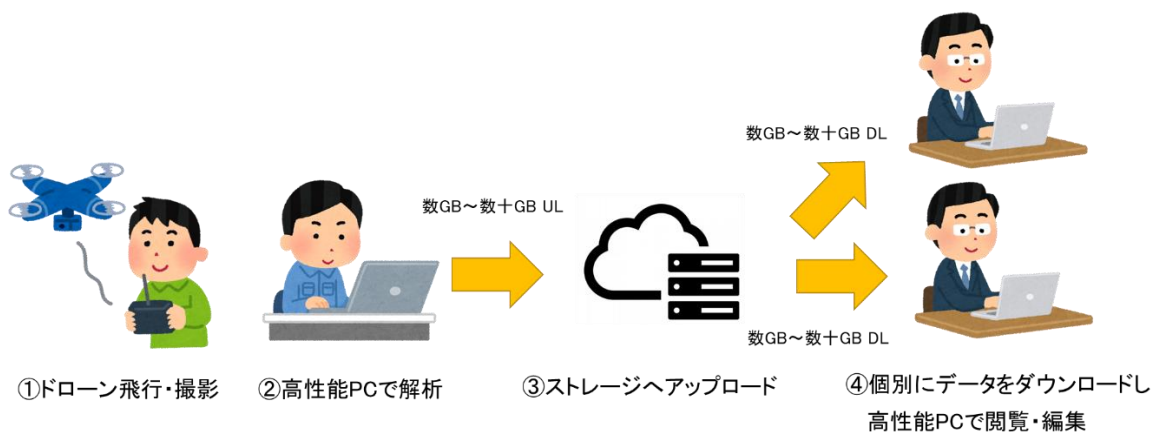 数GB～数十GB DL
数GB～数十GB UL
数GB～数十GB DL
①ドローン飛行・撮影
②高性能PCで解析
③ストレージへアップロード
④個別にデータをダウンロードし
高性能PCで閲覧・編集